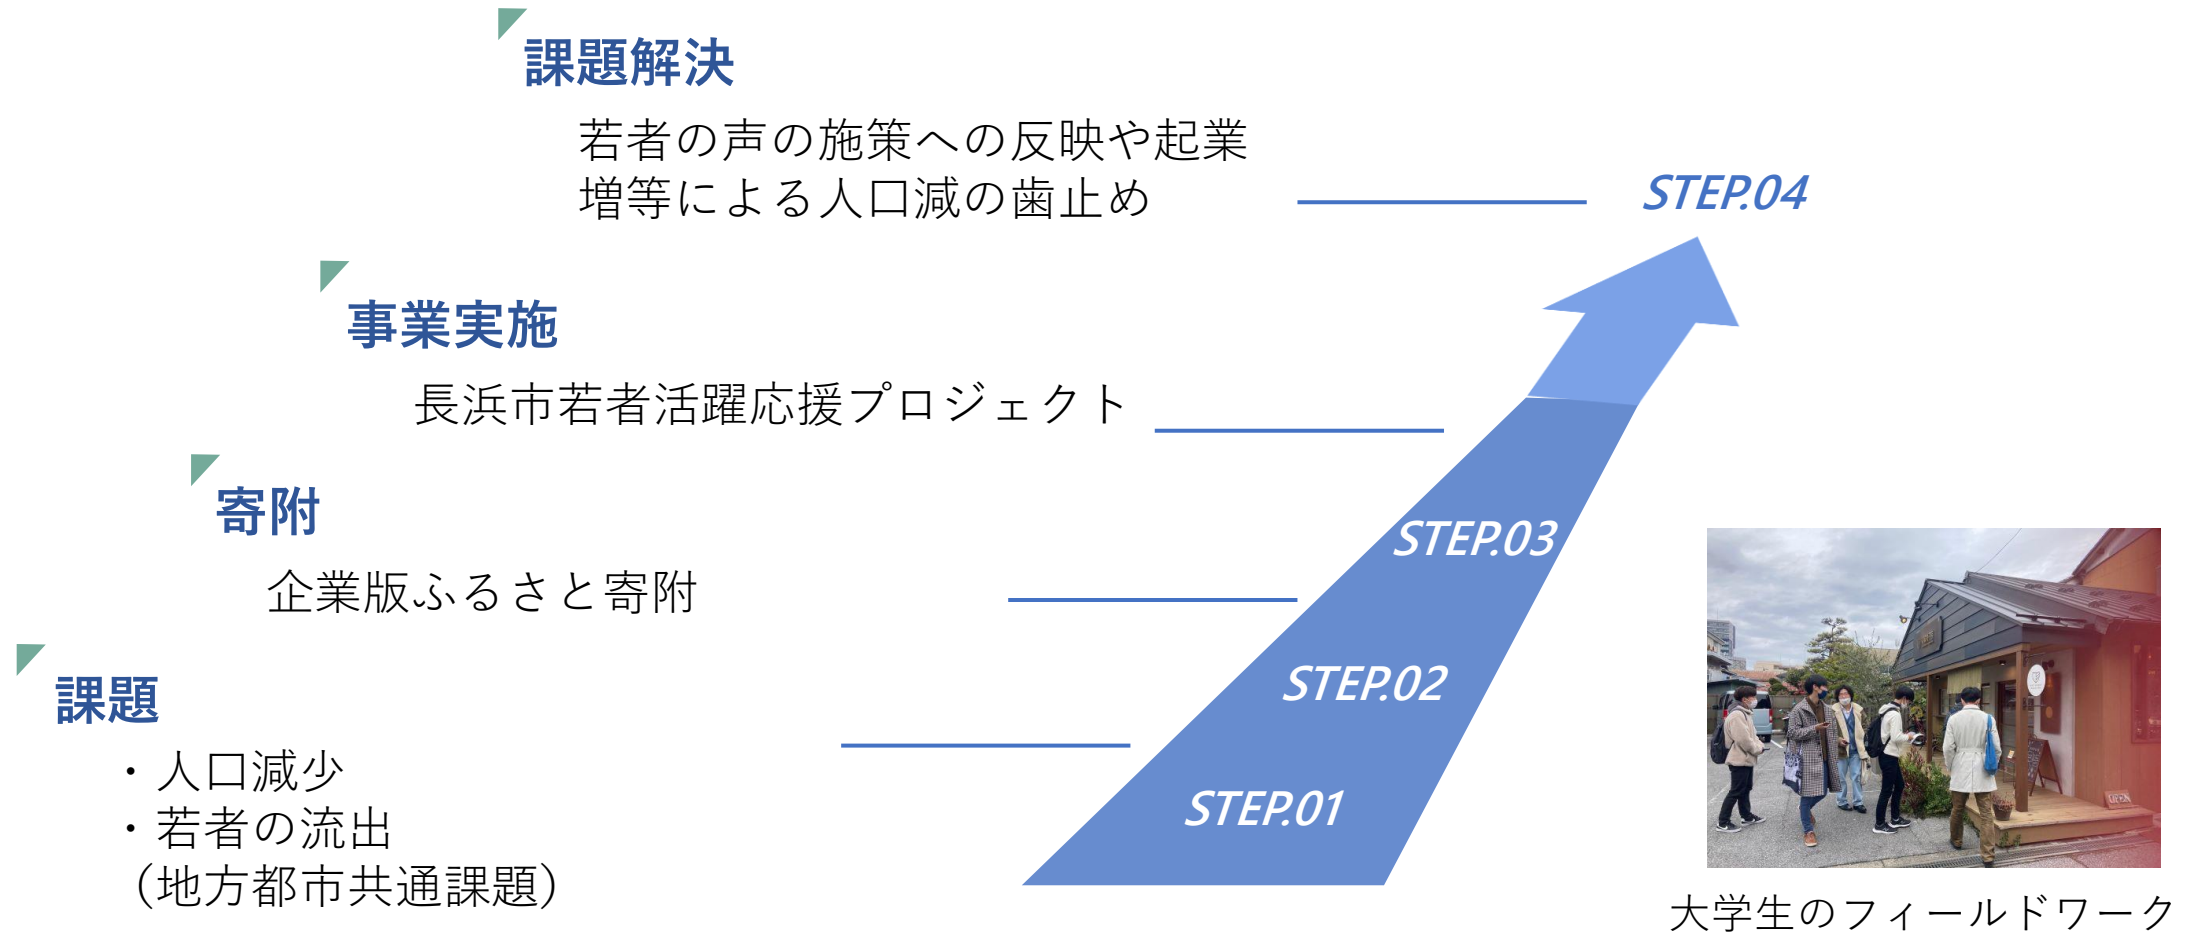 課題解決
若者の声の施策への反映や起業
増等による人口減の歯止め
STEP.04
事業実施
長浜市若者活躍応援プロジェクト
STEP.03
寄附
企業版ふるさと寄附
STEP.02
課題
・人口減少
・若者の流出
（地方都市共通課題）
STEP.01
OPEN
大学生のフィールドワーク